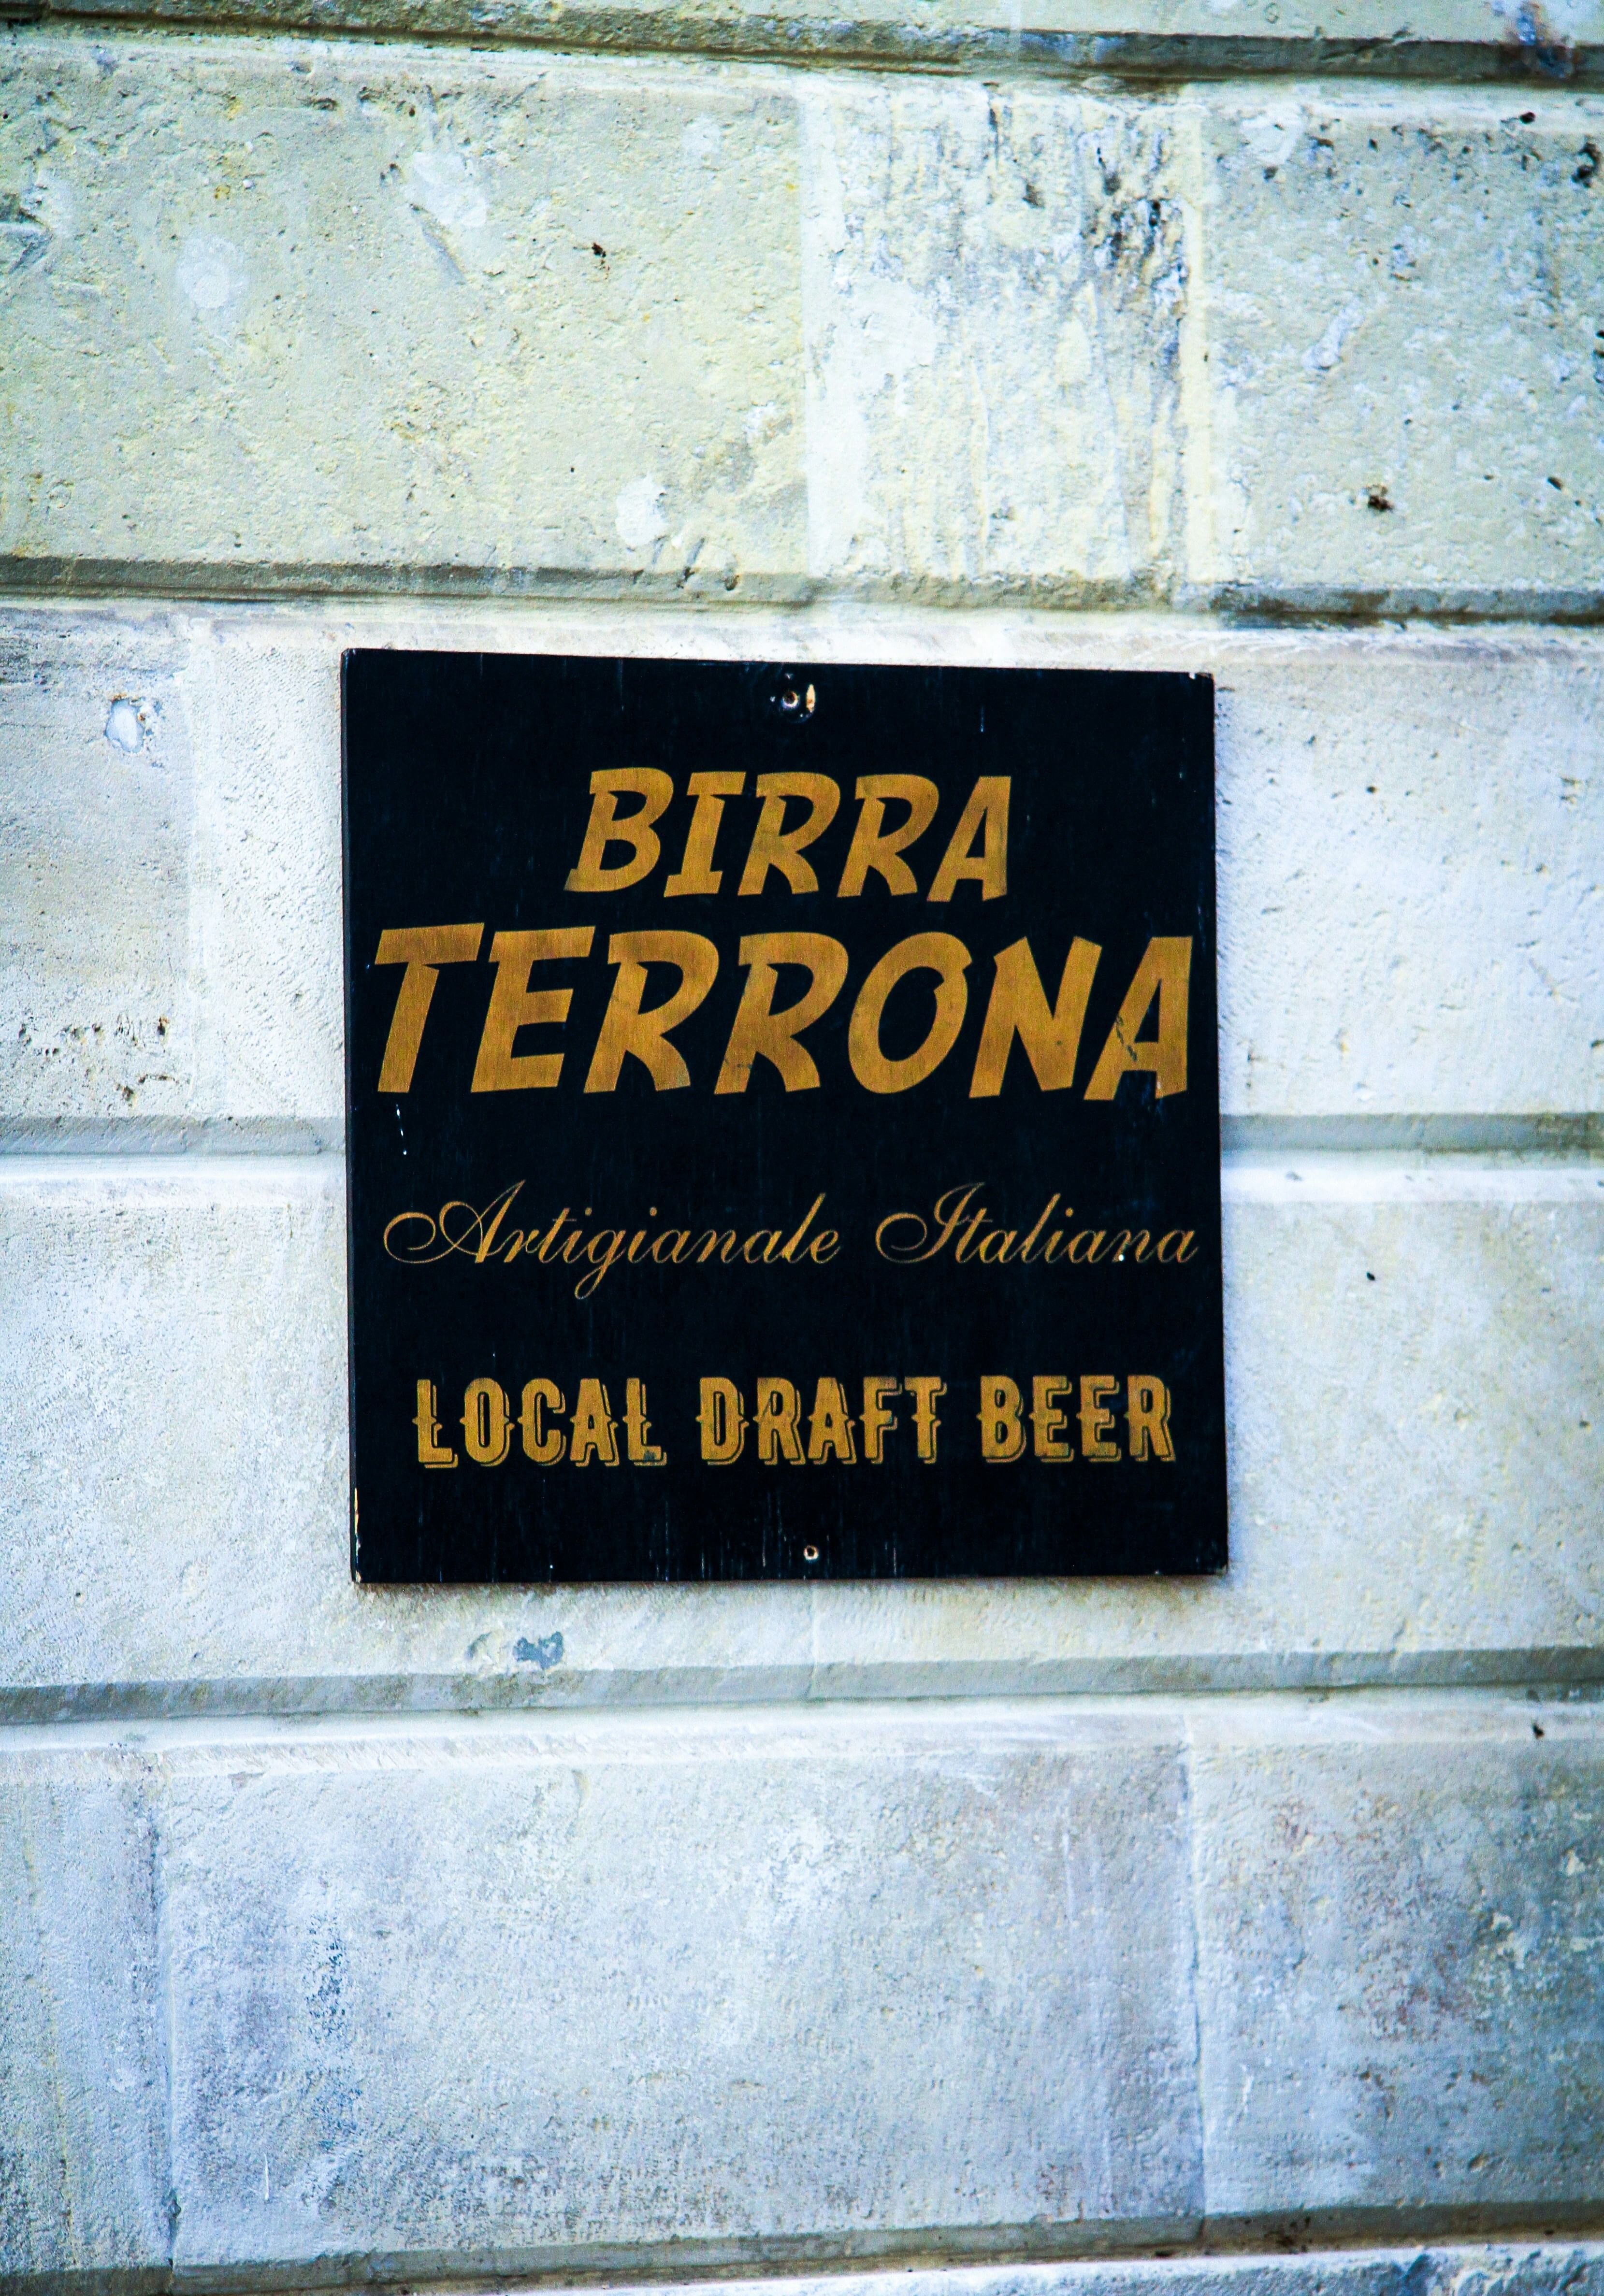 BIRRA
TERRONA
Artigianale Italiana
LOCAL DRAFT BEER